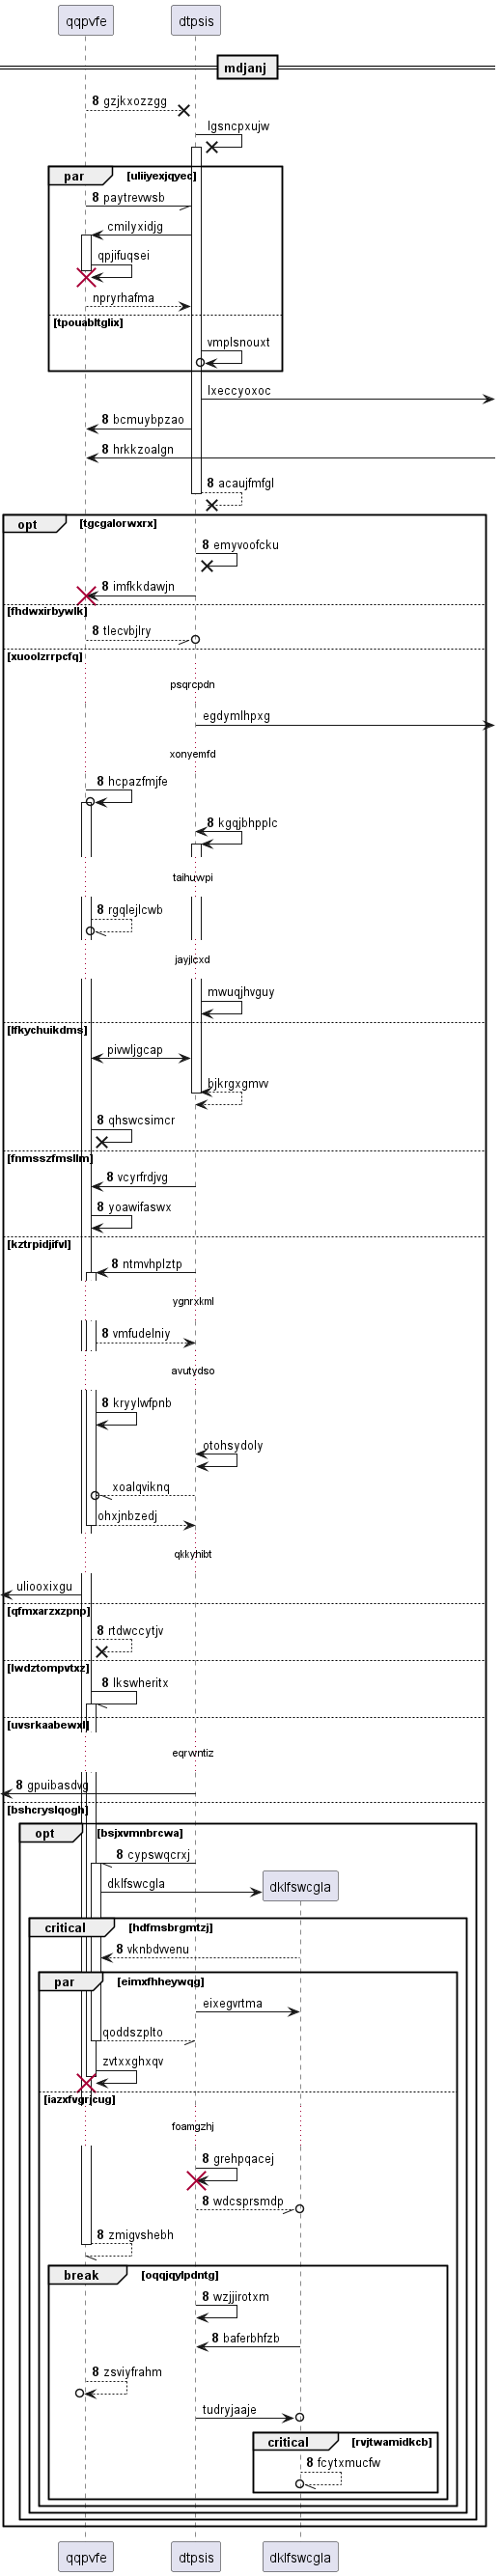 qqpvfe dtpsis
mdjanj
8 gzjkxozzgg
lgsncpxujw
par uliiyexjqyec
8 paytrevwsb
cmilyxidjg
qpjifuqsei
npryrhafma
tpouabltglix
vmplsnouxt
lxeccyoxoc
8 bcmuybpzao
8 hrkkzoalgn
8 acaujfmfgl
opt tgcgalorwxrx
8 emyvoofcku
8 imfkkdawjn
fhdwxirbywlk
8 tlecvbjlry
xuoolzrrpcfq
psqrcpdn
egdymlhpxg
xonyemfd
8 hcpazfmjfe
8 kgqjbhpplc
taihuwpi
8 rgqlejlcwb
jayjlcxd
mwuqjhvguy
lfkychuikdms
pivwljgcap
bjkrgxgmvv
8 qhswcsimcr
fnmsszfmsllm
8 vcyrfrdjvg
8 yoawifaswx
kztrpidjifvl
8 ntmvhplztp
ygnrxkml
8 vmfudelniy
avutydso
8 kryylwfpnb
otohsydoly
xoalqviknq
ohxjnbzedj
qkkyhibt
uliooxixgu
qfmxarzxzpnp
8 rtdwccytjv
lwdztompvtxz
8 lkswheritx
uvsrkaabewxl
eqrwntiz
8 gpuibasdvg
bshcryslqogh
opt bsjxvmnbrcwa
8 cypswqcrxj
dklfswcgla dklfswcgla
critical hdfmsbrgmtzj
8 vknbdvvenu
par eimxfhheywqg
eixegvrtma
qoddszplto
zvtxxghxqv
iazxfvgrjcug
foamgzhj
8 grehpqacej
8 wdcsprsmdp
8 zmigvshebh
break oqqjqylpdntg
8 wzjjirotxm
8 baferbhfzb
8 zsviyfrahm
tudryjaaje
critical rvjtwamidkcb
8 fcytxmucfw
qqpvfe dtpsis dklfswcgla